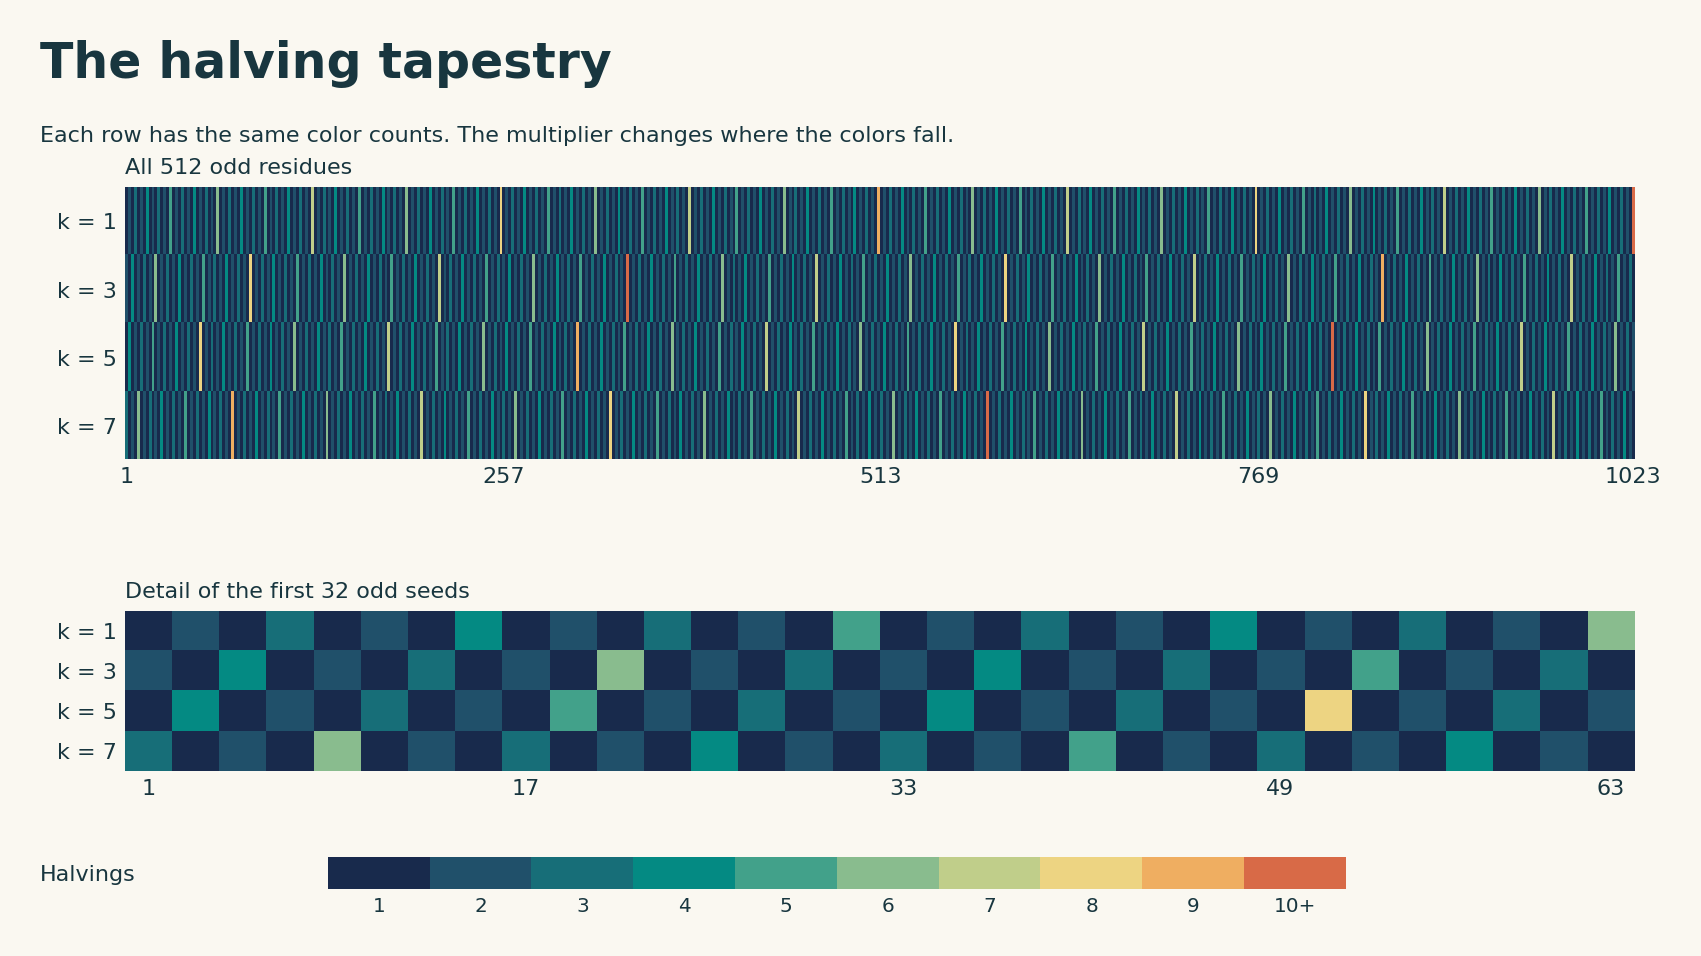 The halving tapestry
Each row has the same color counts. The multiplier changes where the colors fall.
All 512 odd residues
k = 1
k = 3
k = 5
k = 7
1 257 513 769 1023
Detail of the first 32 odd seeds
k = 1
k = 3
k = 5
k = 7
1 17 33 49 63
Halvings
1 2 3 4 5 6 7 8 9 10+